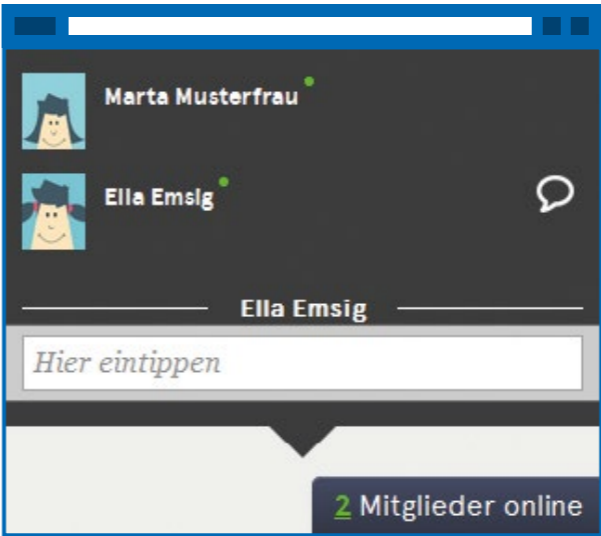 Marta Musterfrau
Ella Emsig
Ella Emsig
Hier eintippen
2 Mitglieder online